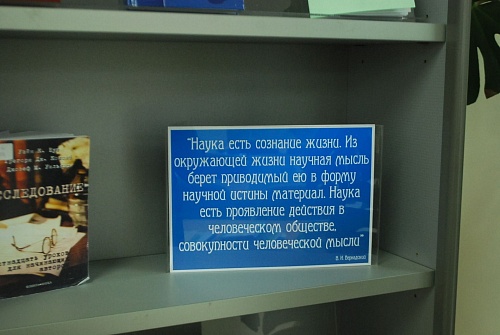 "Наука есть сознание жизни. Из
окружающей жизни научная мысль
берет приводимый ею в форму
научной истины материал. Наука
есть проявление действия в
человеческом обществе,
совокупности человеческой мысли"
В. И. Вернадский
СЛЕДОВАНИЕ